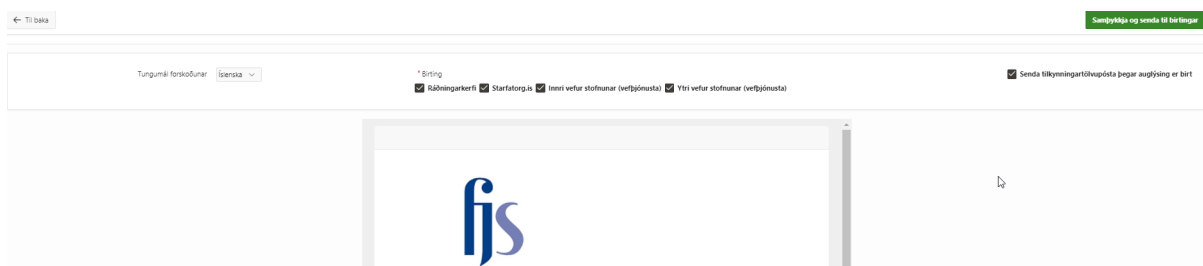 ← Til baka
Samþykkja og senda til birtingar
Tungumál forskoðunar Íslenska
* Birting
Ráðningarkerfi Starfatorg.is Innri vefur stofnunar (vefþjónusta) Ytri vefur stofnunar (vefþjónusta)
Senda tilkynningartölvupósta þegar auglýsing er birt
fjs